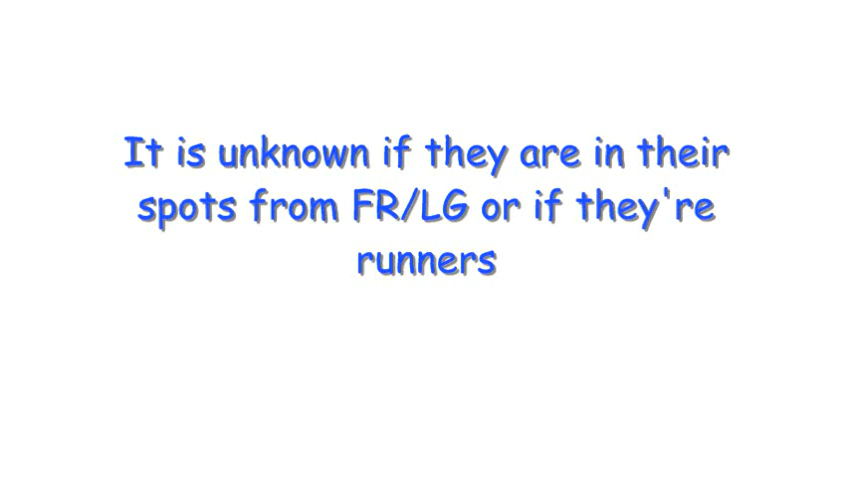 It is unknown if they are in their
spots from FR/LG or if they're
runners